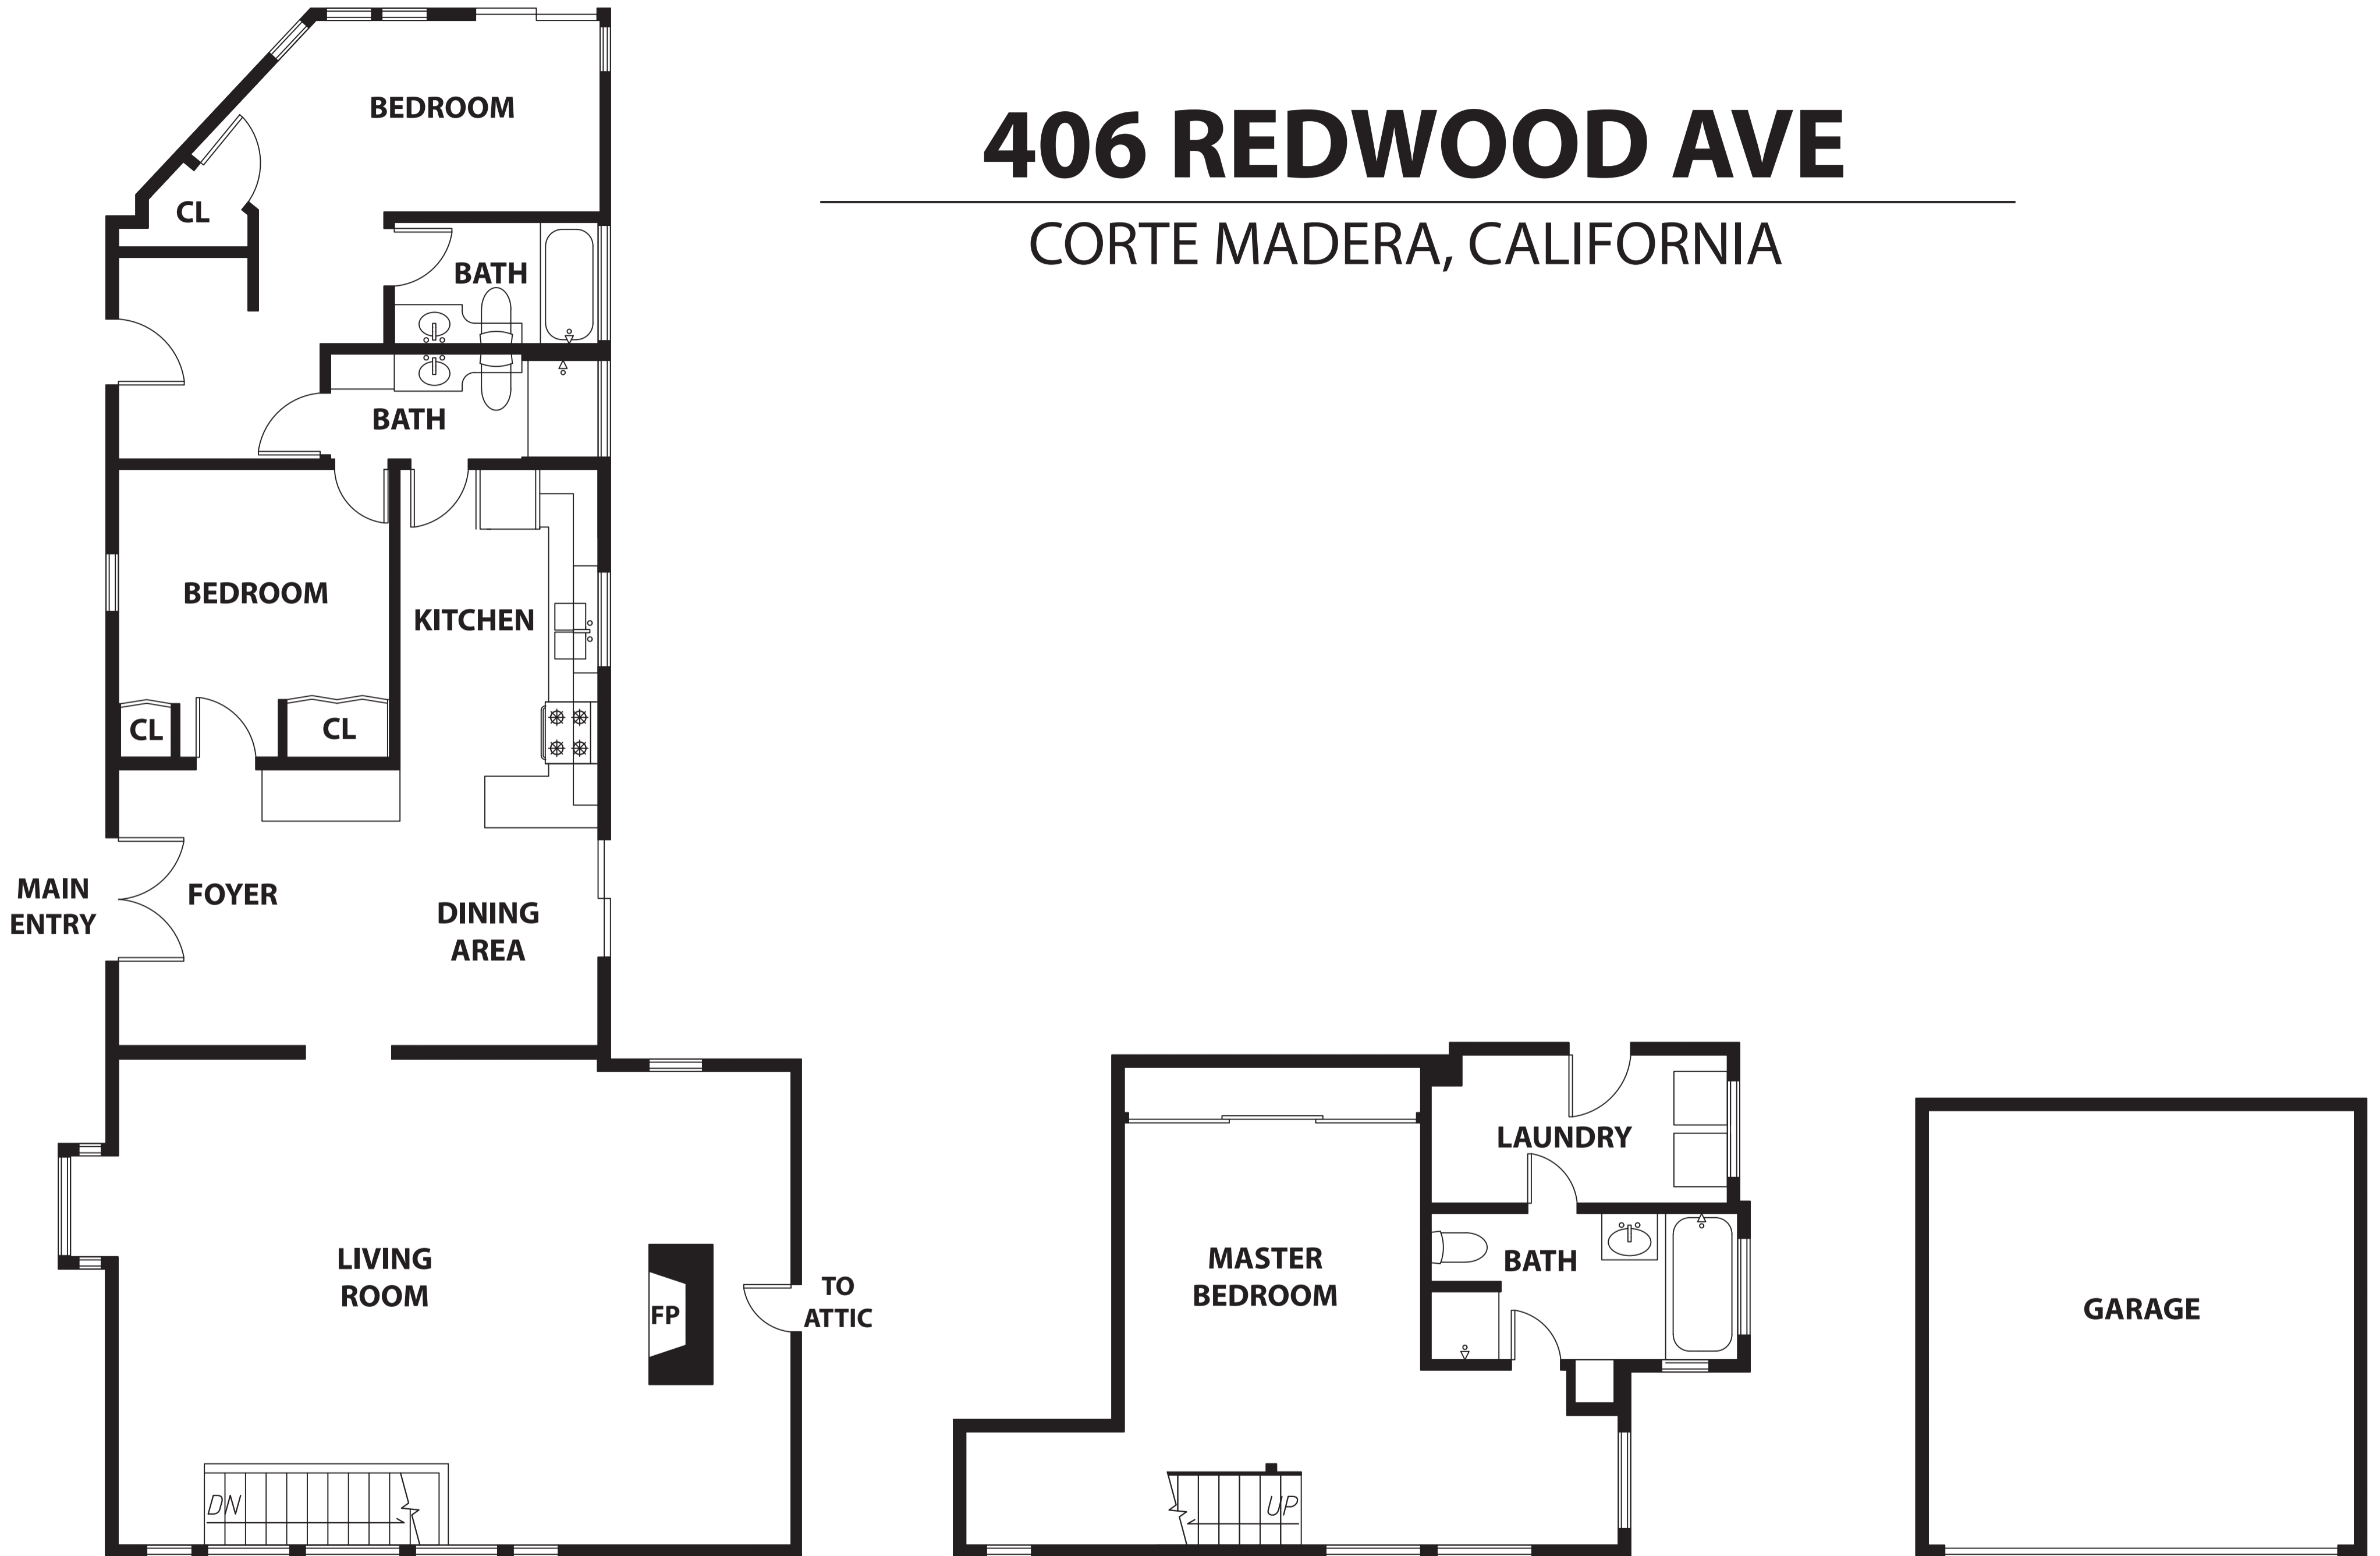 406 REDWOOD AVE
CORTE MADERA, CALIFORNIA
BEDROOM
CL
BATH
BATH
BEDROOM
KITCHEN
CL
CL
MAIN
ENTRY
FOYER
DINING
AREA
LIVING
ROOM
FP
TO
ATTIC
DN
LAUNDRY
MASTER
BEDROOM
BATH
UP
GARAGE